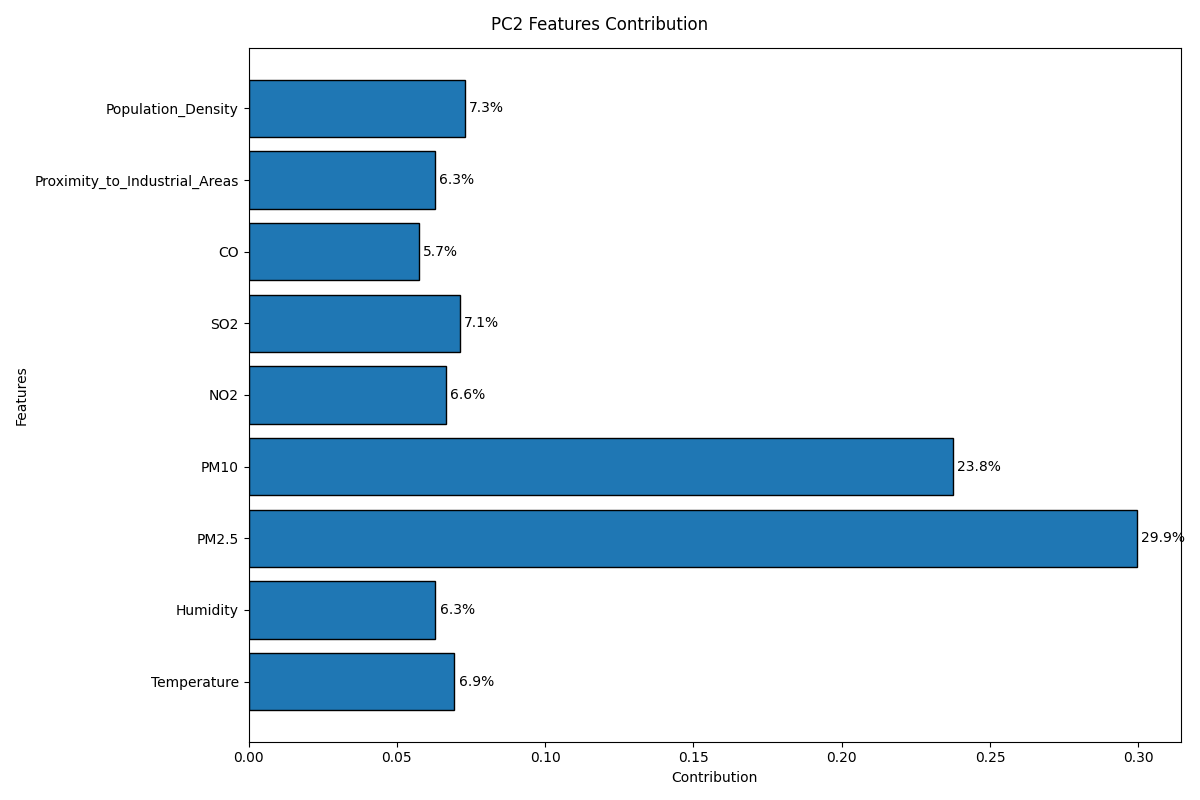 PC2 Features Contribution
Population_Density
7.3%
Proximity_to_Industrial_Areas
6.3%
CO
5.7%
SO2
7.1%
NO2
6.6%
PM10
23.8%
PM2.5
29.9%
Humidity
6.3%
Temperature
6.9%
Features
0.00 0.05 0.10 0.15 0.20 0.25 0.30
Contribution